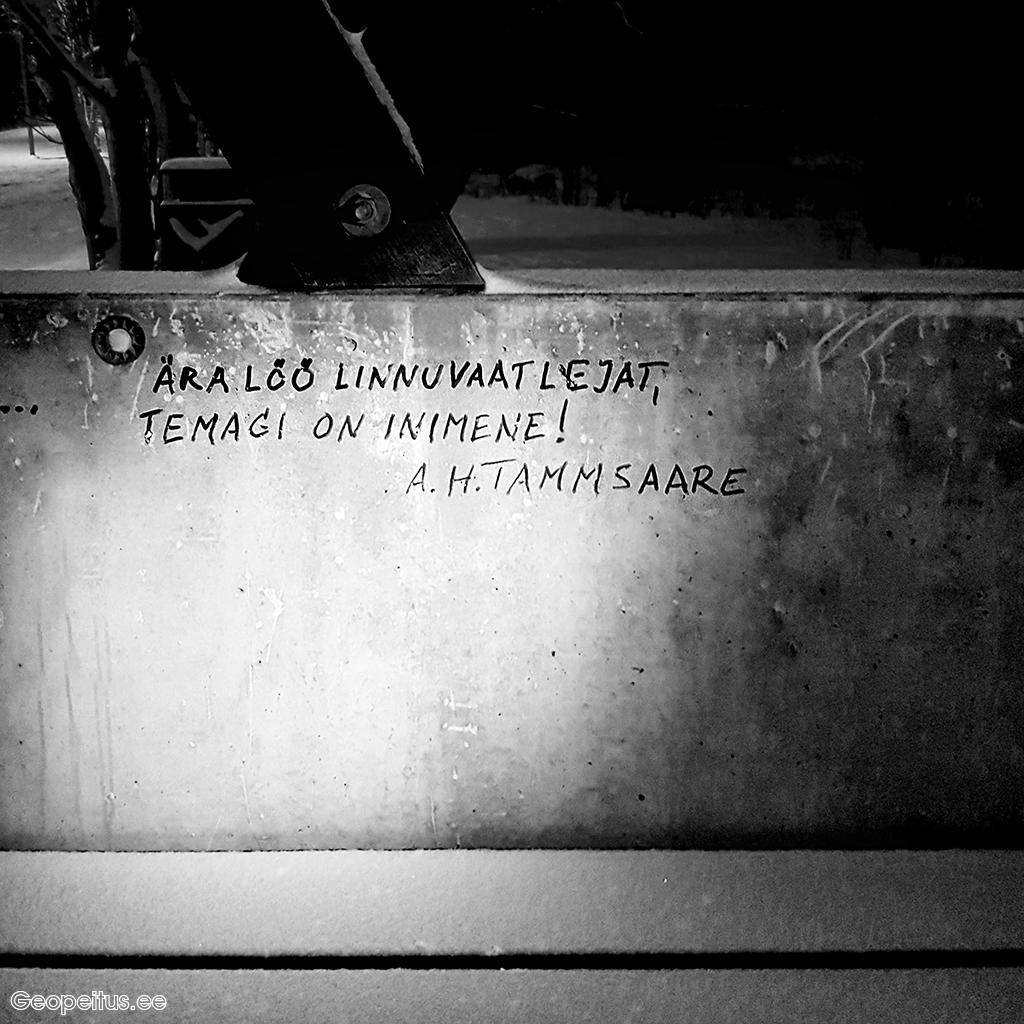 ÄRA LÖÖ LINNUVAATLEJAT,
TEMAGI ON INIMENE!
A.H.TAMMSAARE
...
Geopeitus.ee